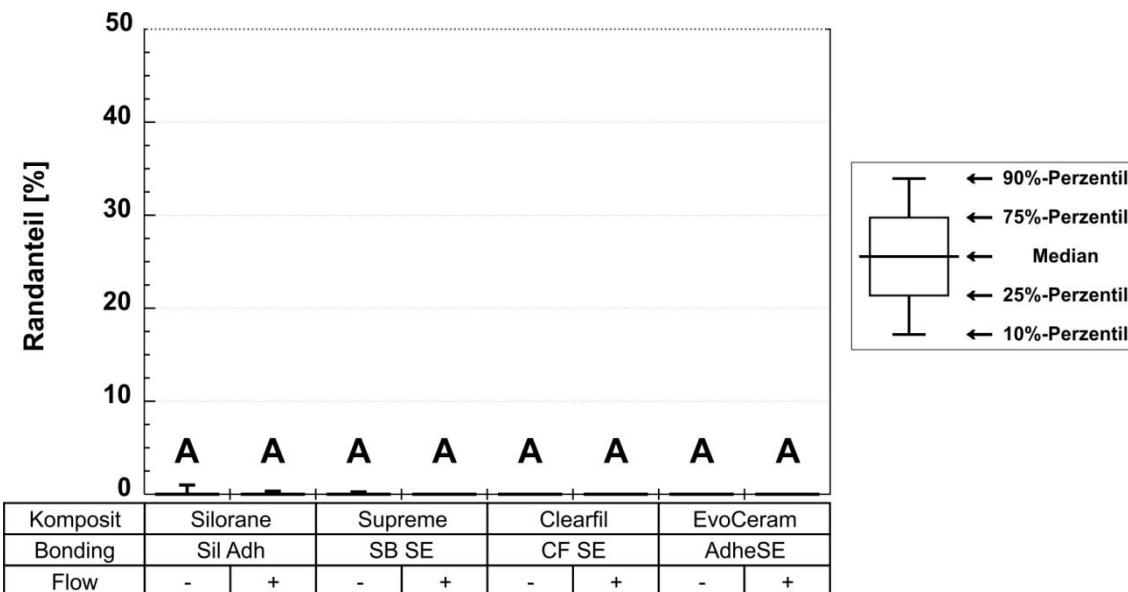 Randanteil [%]
50
40
30
20
10
0
A A A A A A A A
Komposit Silorane Supreme Clearfil EvoCeram
Bonding Sil Adh SB SE CF SE AdheSE
Flow - + - + - + - +
90%-Perzentil
75%-Perzentil
Median
25%-Perzentil
10%-Perzentil